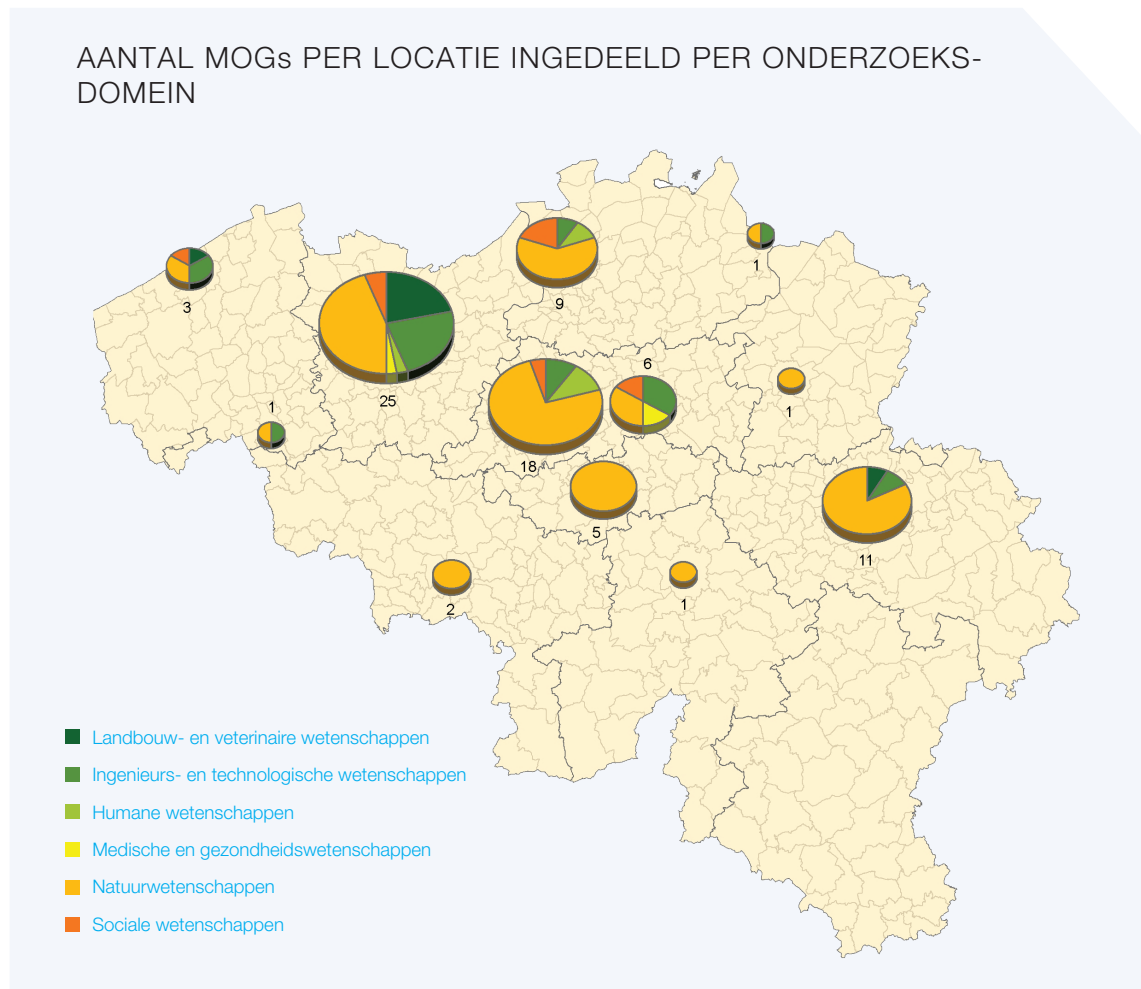 AANTAL MOGs PER LOCATIE INGEDEELD PER ONDERZOEKS-
DOMEIN
1
3
9
6
25
1
1
18
5
11
2
1
Landbouw- en veterinaire wetenschappen
Ingenieurs- en technologische wetenschappen
Humane wetenschappen
Medische en gezondheidswetenschappen
Natuurwetenschappen
Sociale wetenschappen